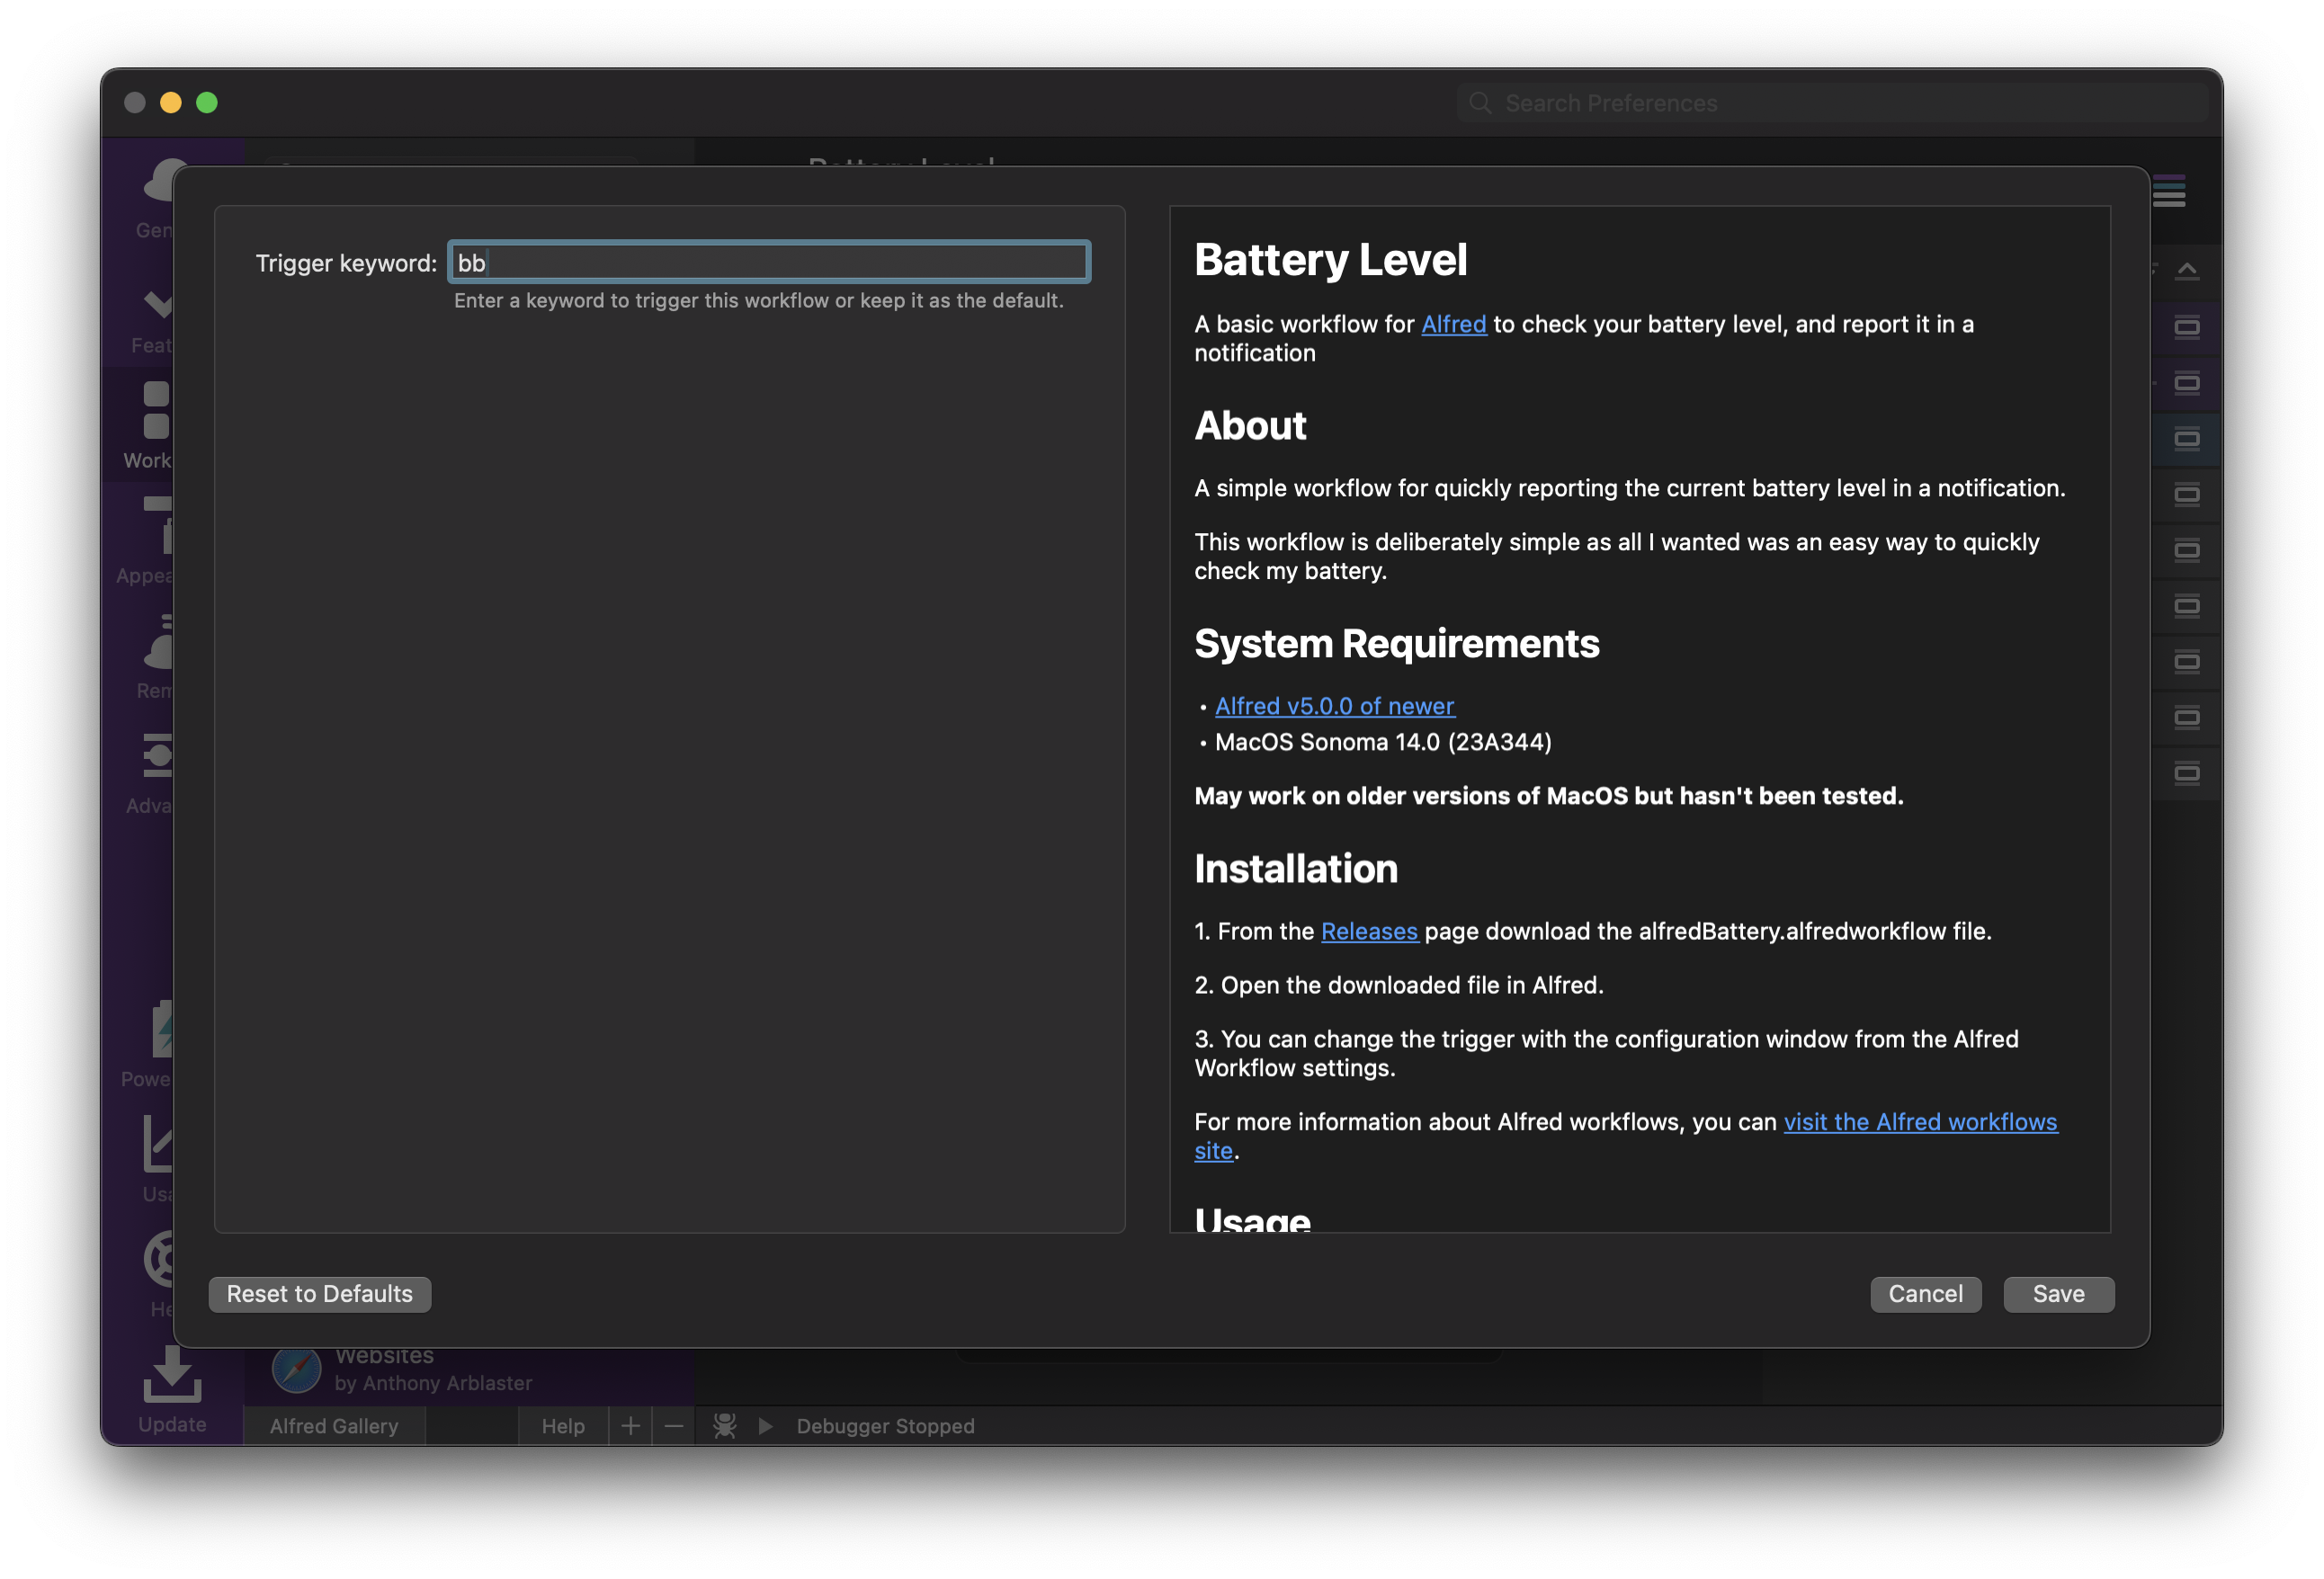 Search Preferences
Battery Level
Trigger keyword: bb
Enter a keyword to trigger this workflow or keep it as the default.
Battery Level
A basic workflow for Alfred to check your battery level, and report it in a
notification
About
A simple workflow for quickly reporting the current battery level in a notification.
This workflow is deliberately simple as all I wanted was an easy way to quickly
check my battery.
System Requirements
• Alfred v5.0.0 of newer
• MacOS Sonoma 14.0 (23A344)
May work on older versions of MacOS but hasn't been tested.
Installation
1. From the Releases page download the alfredBattery.alfredworkflow file.
2. Open the downloaded file in Alfred.
3. You can change the trigger with the configuration window from the Alfred
Workflow settings.
For more information about Alfred workflows, you can visit the Alfred workflows
site.
Usage
Reset to Defaults
Cancel
Save
Gen
Feat
Work
Appea
Rem
Adva
Powe
Usa
He
Update
Websites
by Anthony Arblaster
Alfred Gallery
Help
Debugger Stopped